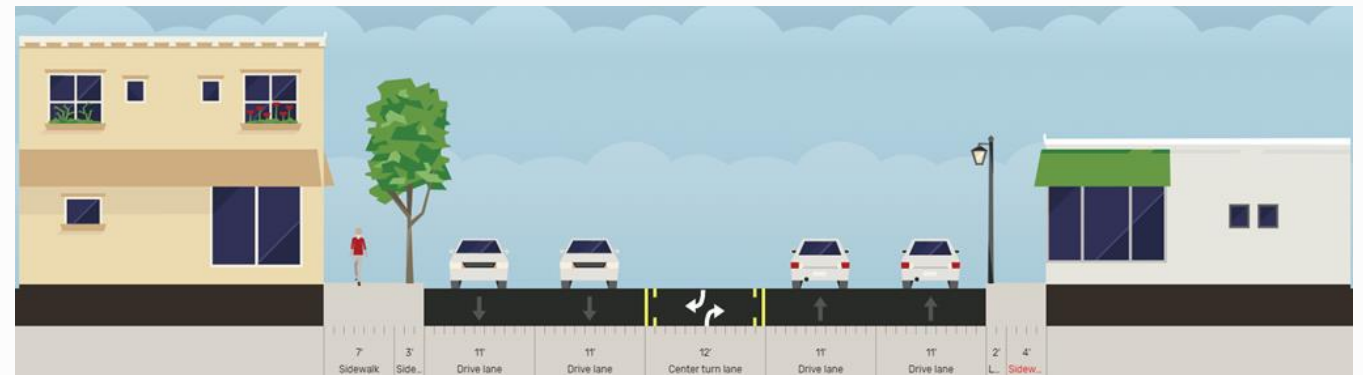 7' 3' 11' 11' 12' 11' 11' 2' 4'
Sidewalk Side... Drive lane Drive lane Center turn lane Drive lane Drive lane L... Sidew...